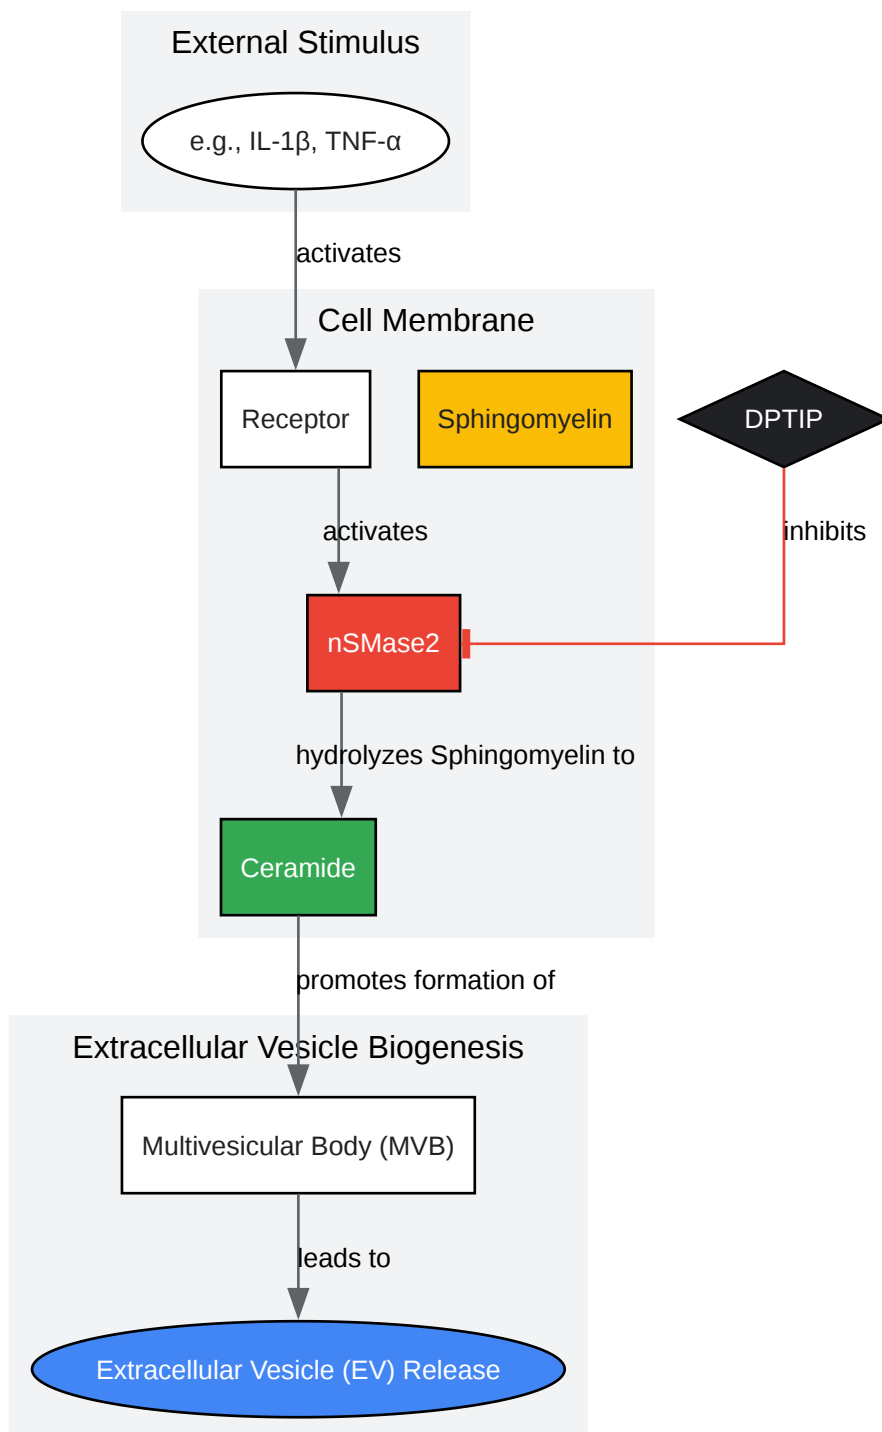 External Stimulus
e.g., IL-1β, TNF-α
activates
Cell Membrane
Receptor
Sphingomyelin
DPTIP
activates
inhibits
nSMase2
hydrolyzes Sphingomyelin to
Ceramide
promotes formation of
Extracellular Vesicle Biogenesis
Multivesicular Body (MVB)
leads to
Extracellular Vesicle (EV) Release